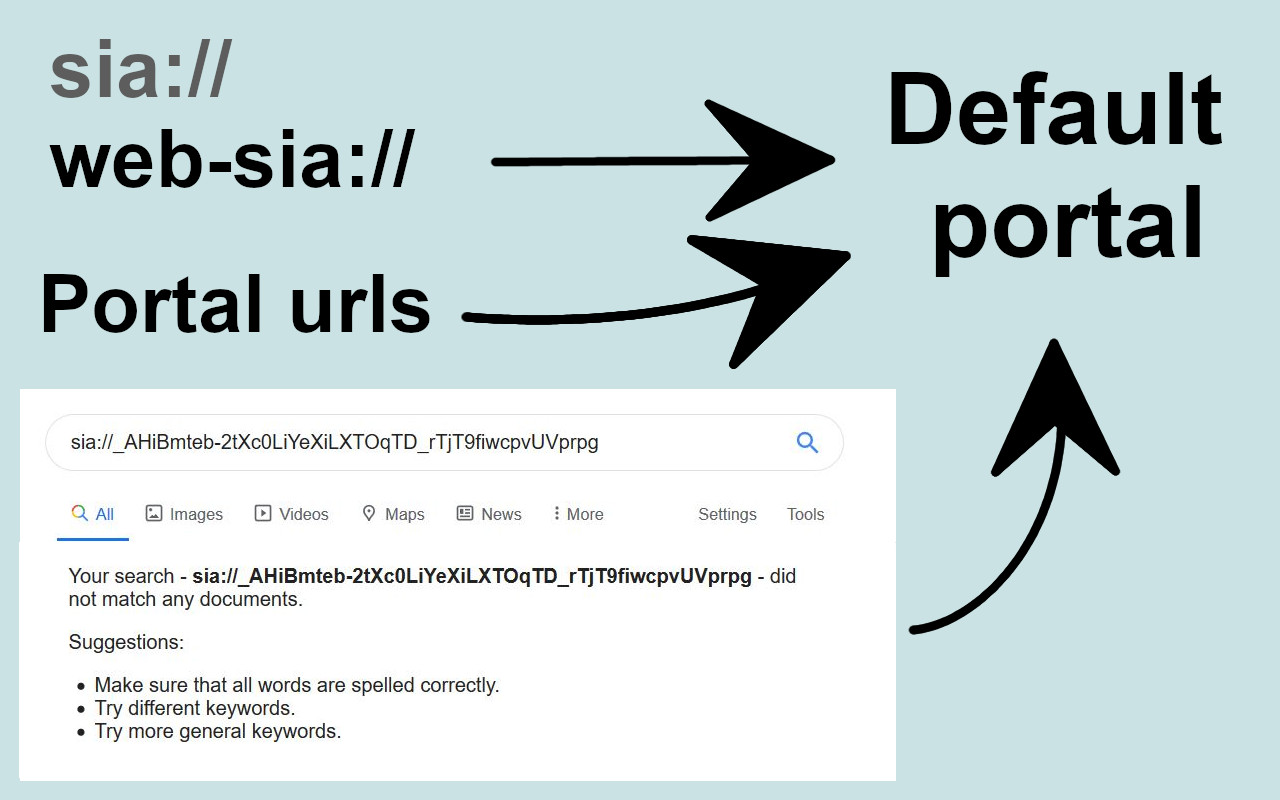 sia://
web-sia://
Default
portal
Portal urls
sia://_AHiBmteb-2tXc0LiYeXiLXTOqTD_rTjT9fiwcpvUVprpg
All Images Videos Maps News More Settings Tools
Your search - sia://_AHiBmteb-2tXc0LiYeXiLXTOqTD_rTjT9fiwcpvUVprpg - did
not match any documents.
Suggestions:
• Make sure that all words are spelled correctly.
• Try different keywords.
• Try more general keywords.